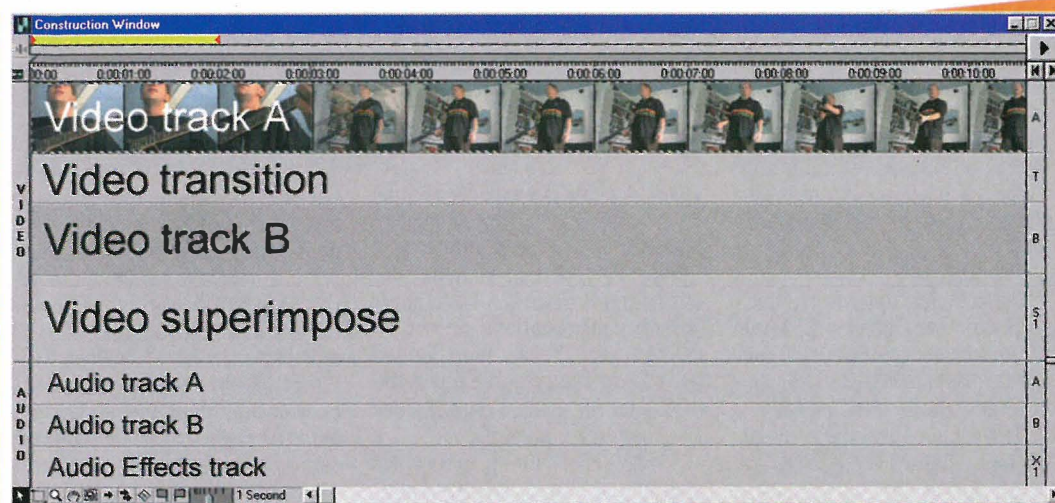 Construction Window
00:00 0:00:01:00 0:00:02:00 0:00:03:00 0:00:04:00 0:00:05:00 0:00:06:00 0:00:07:00 0:00:08:00 0:00:09:00 0:00:10:00
VIDEO
Video track A
A
Video transition
T
Video track B
B
Video superimpose
S1
AUDIO
Audio track A
A
Audio track B
B
Audio Effects track
X1
1 Second